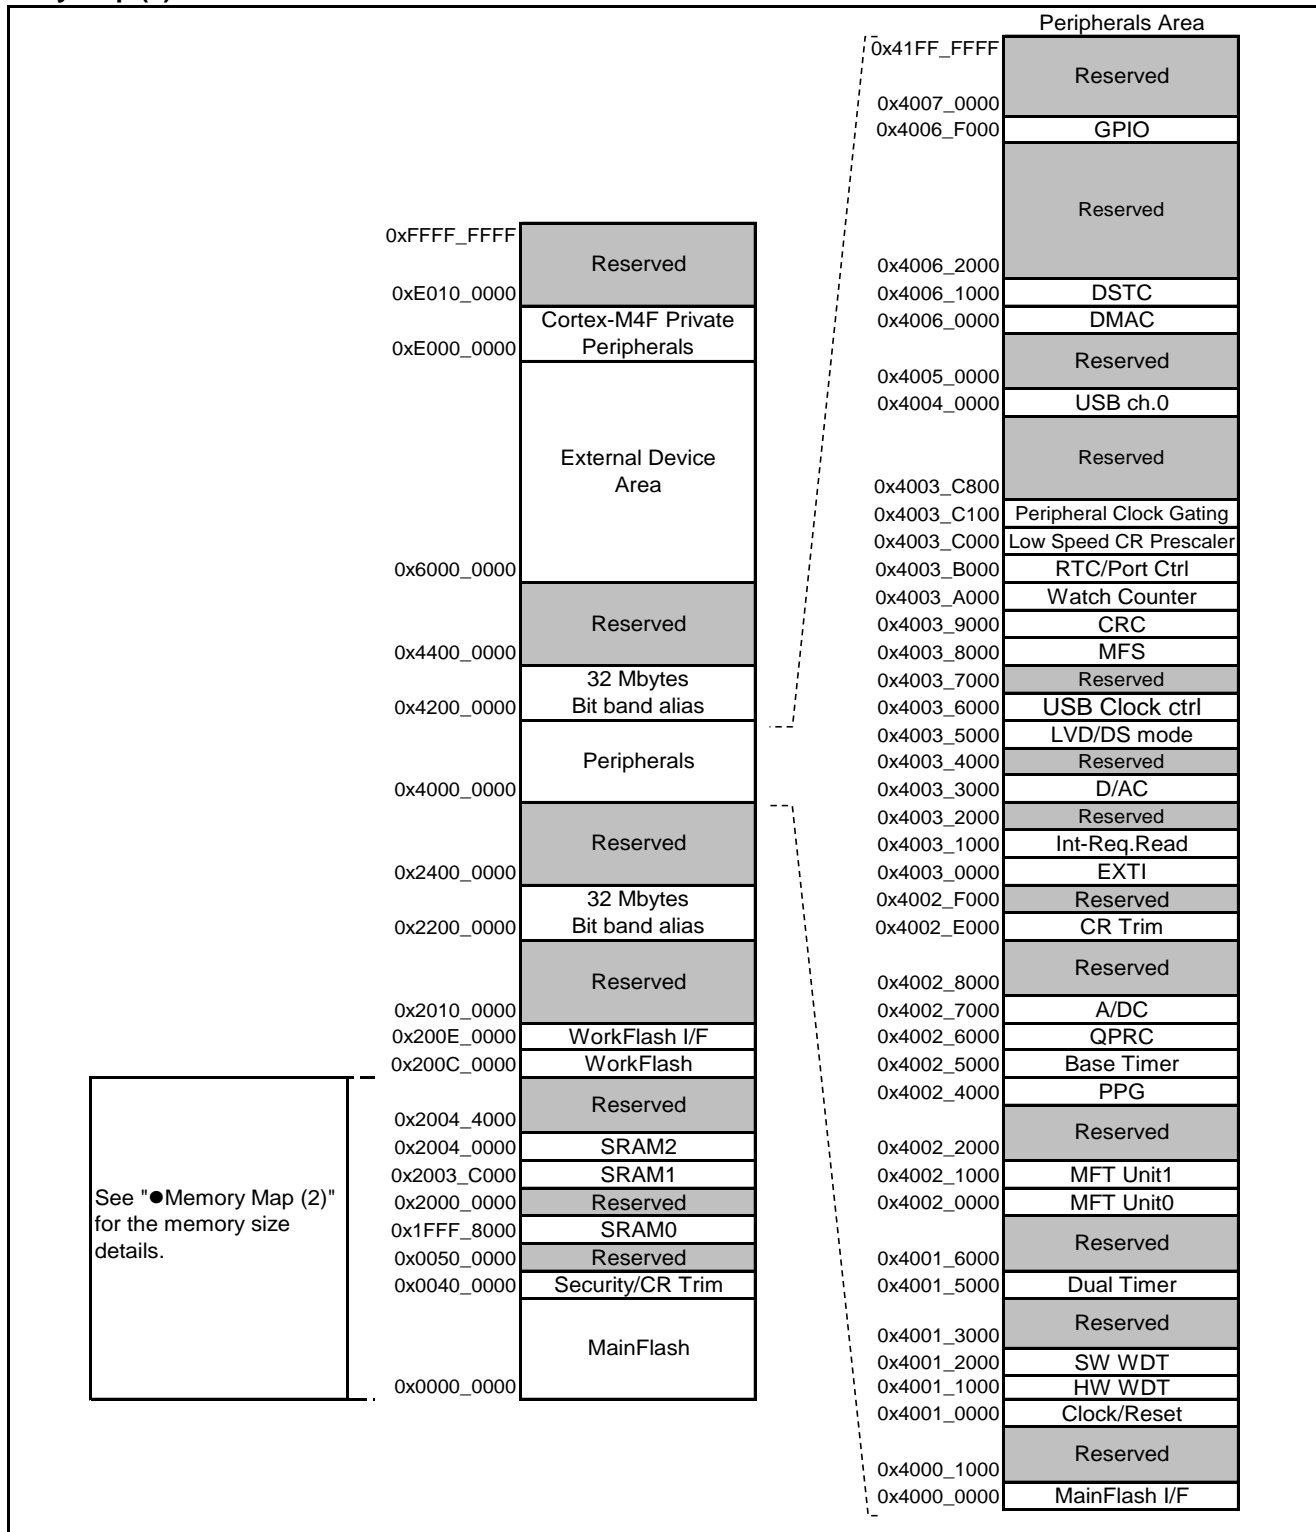 Peripherals Area
0x41FF_FFFF
Reserved
0x4007_0000
0x4006_F000 GPIO
Reserved
0x4006_2000
0x4006_1000 DSTC
0x4006_0000 DMAC
Reserved
0x4005_0000
0x4004_0000 USB ch.0
Reserved
0x4003_C800
0x4003_C100 Peripheral Clock Gating
0x4003_C000 Low Speed CR Prescaler
0x4003_B000 RTC/Port Ctrl
0x4003_A000 Watch Counter
0x4003_9000 CRC
0x4003_8000 MFS
0x4003_7000 Reserved
0x4003_6000 USB Clock ctrl
0x4003_5000 LVD/DS mode
0x4003_4000 Reserved
0x4003_3000 D/AC
0x4003_2000 Reserved
0x4003_1000 Int-Req.Read
0x4003_0000 EXTI
0x4002_F000 Reserved
0x4002_E000 CR Trim
Reserved
0x4002_8000
0x4002_7000 A/DC
0x4002_6000 QPRC
0x4002_5000 Base Timer
0x4002_4000 PPG
Reserved
0x4002_2000
0x4002_1000 MFT Unit1
0x4002_0000 MFT Unit0
Reserved
0x4001_6000
0x4001_5000 Dual Timer
Reserved
0x4001_3000
0x4001_2000 SW WDT
0x4001_1000 HW WDT
0x4001_0000 Clock/Reset
Reserved
0x4000_1000
0x4000_0000 MainFlash I/F
0xFFFF_FFFF
Reserved
0xE010_0000
Cortex-M4F Private
0xE000_0000 Peripherals
External Device
Area
0x6000_0000
Reserved
0x4400_0000
32 Mbytes
0x4200_0000 Bit band alias
Peripherals
0x4000_0000
Reserved
0x2400_0000
32 Mbytes
0x2200_0000 Bit band alias
Reserved
0x2010_0000
0x200E_0000 WorkFlash I/F
0x200C_0000 WorkFlash
Reserved
0x2004_4000
0x2004_0000 SRAM2
0x2003_C000 SRAM1
0x2000_0000 Reserved
0x1FFF_8000 SRAM0
0x0050_0000 Reserved
0x0040_0000 Security/CR Trim
MainFlash
0x0000_0000
See "●Memory Map (2)"
for the memory size
details.